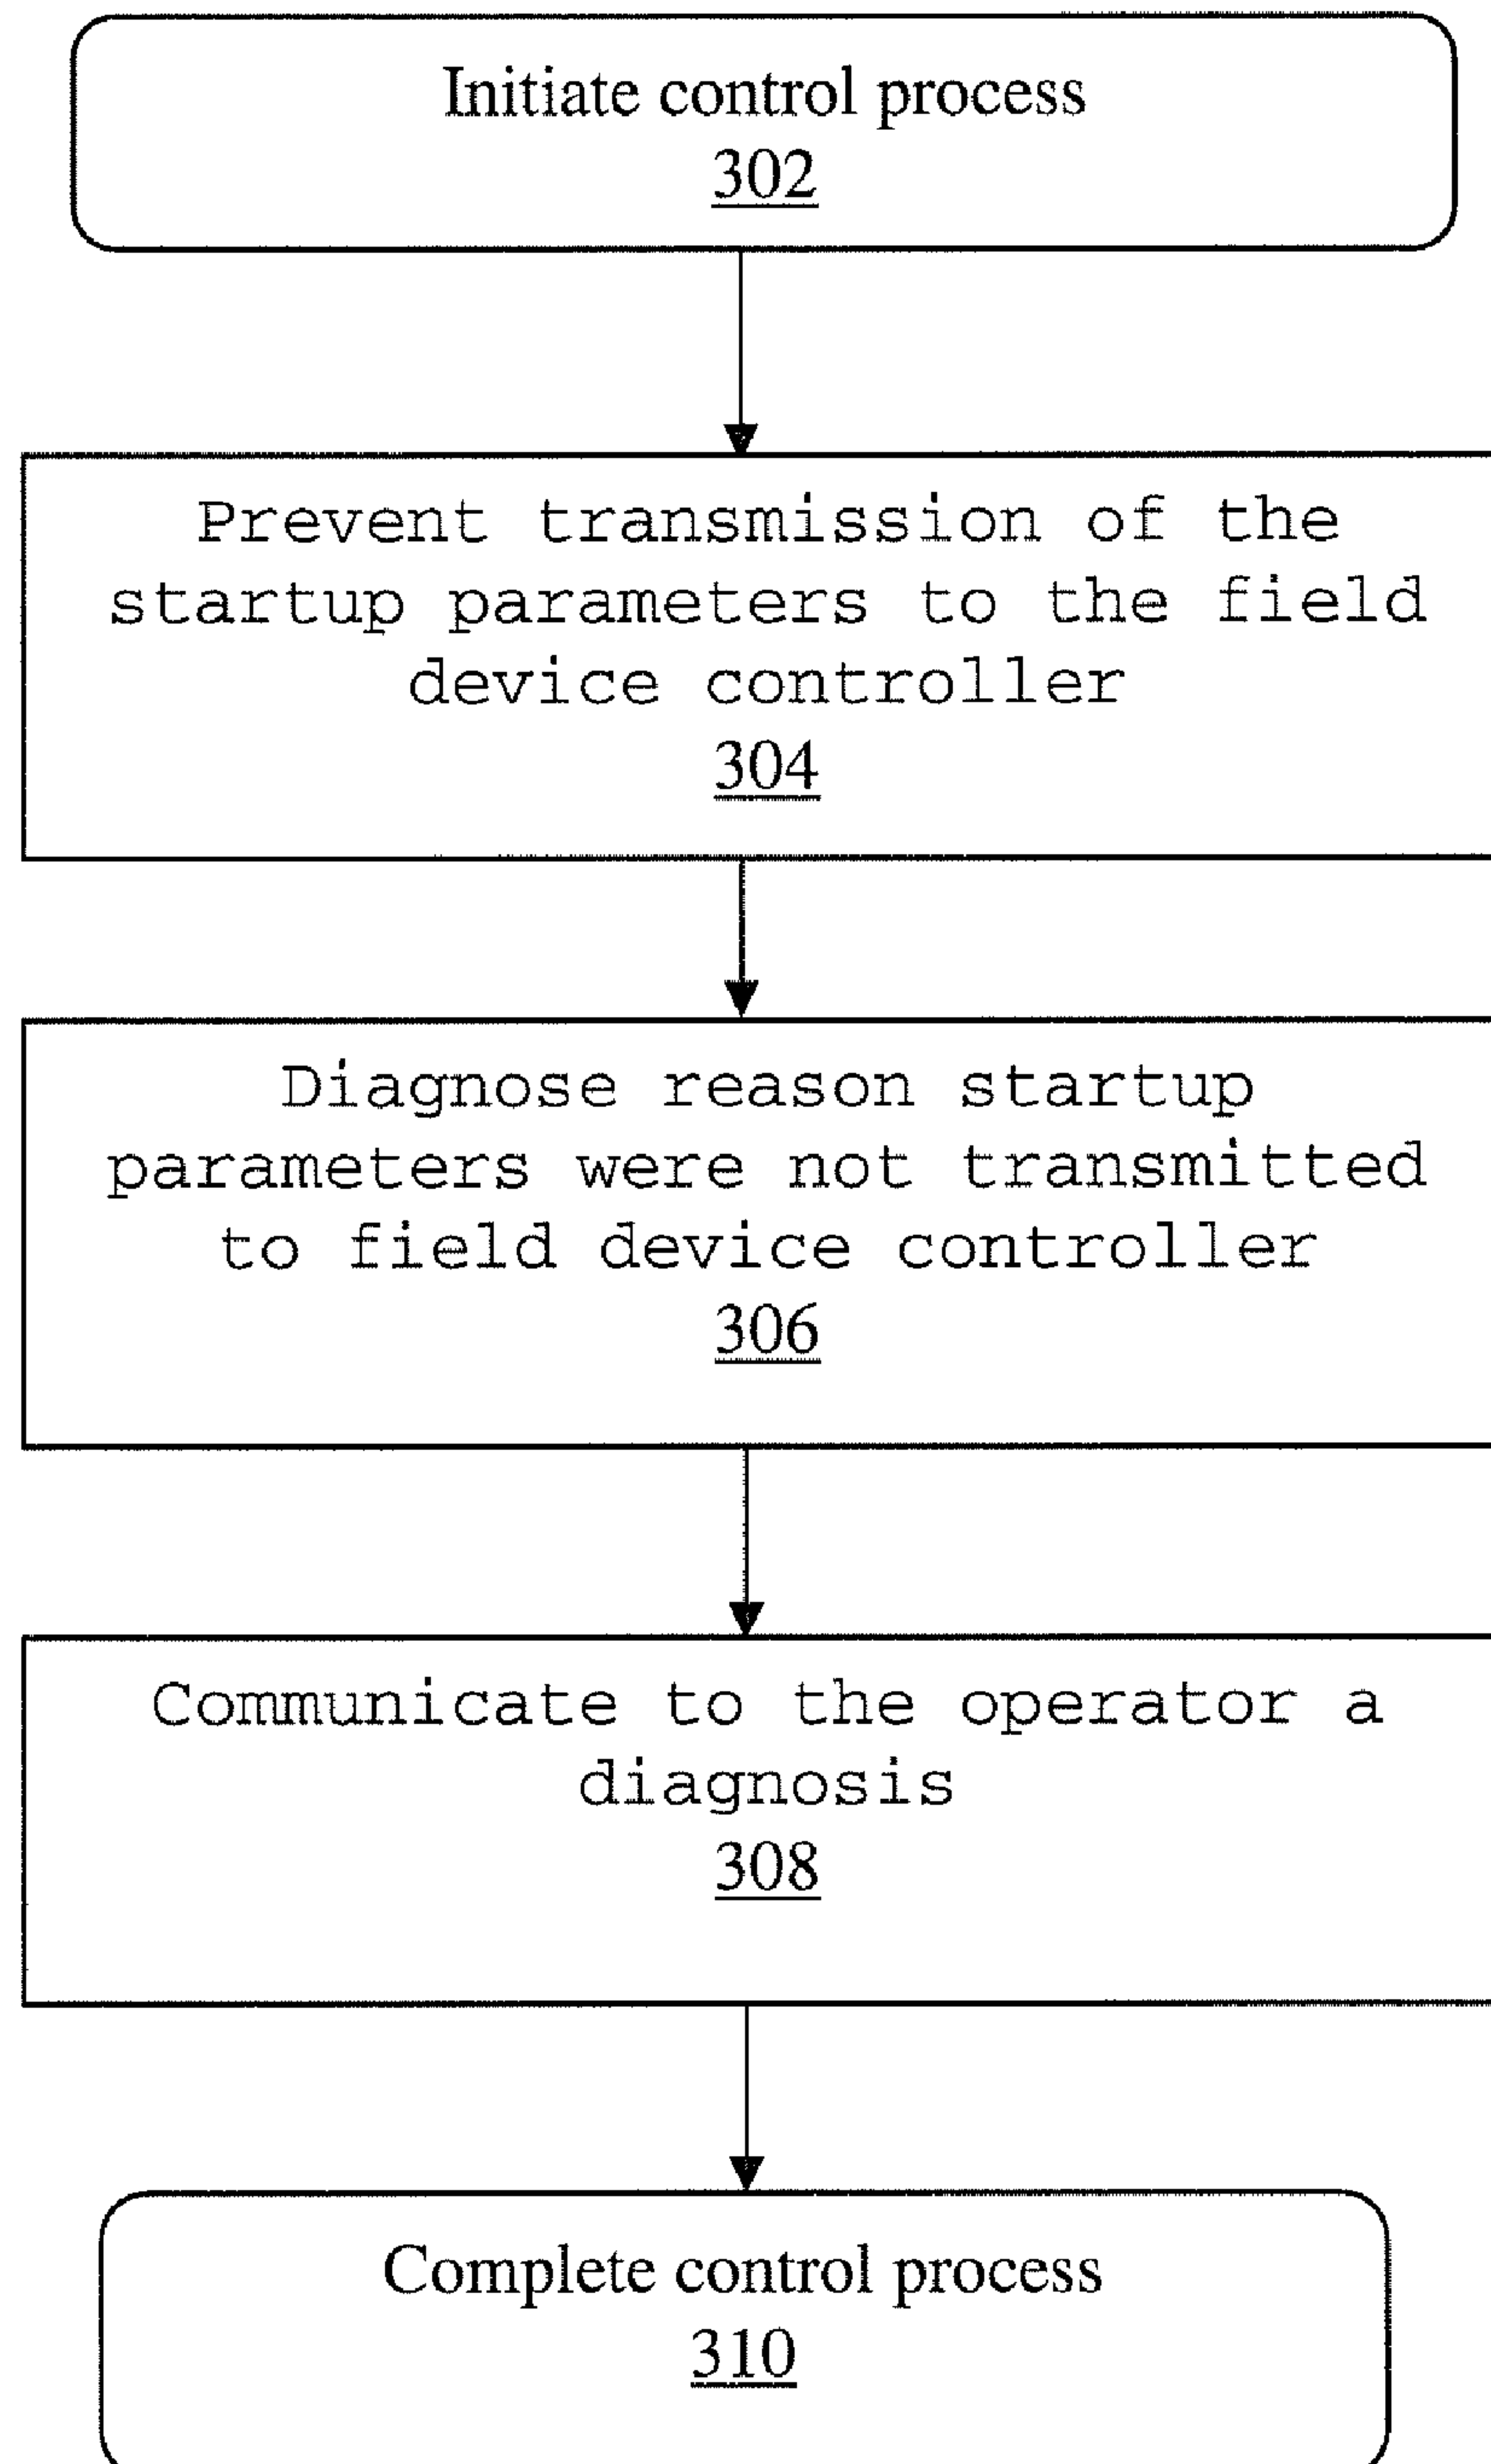 Initiate control process
302
Prevent transmission of the
startup parameters to the field
device controller
304
Diagnose reason startup
parameters were not transmitted
to field device controller
306
Communicate to the operator a
diagnosis
308
Complete control process
310